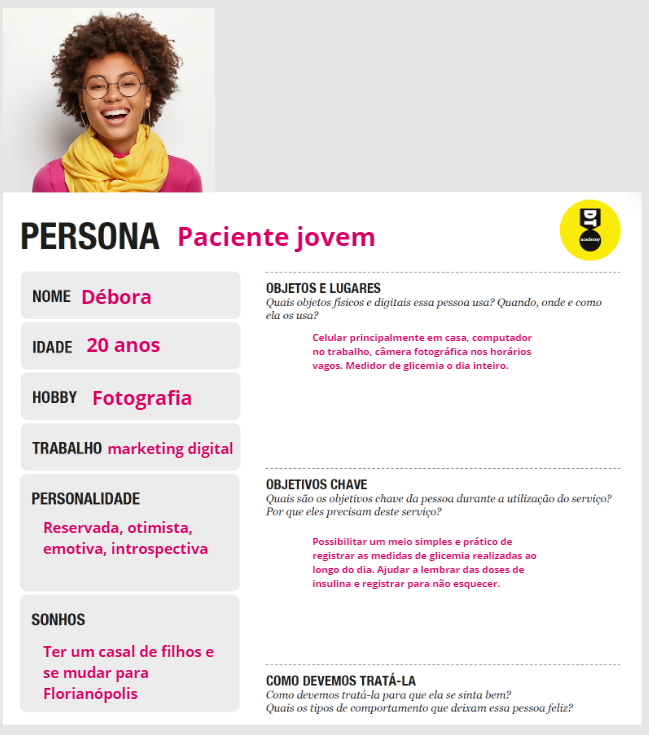 PERSONA Paciente jovem
DT
academy
NOME Débora
IDADE 20 anos
HOBBY Fotografia
TRABALHO marketing digital
PERSONALIDADE
Reservada, otimista,
emotiva, introspectiva
SONHOS
Ter um casal de filhos e
se mudar para
Florianópolis
OBJETOS E LUGARES
Quais objetos físicos e digitais essa pessoa usa? Quando, onde e como
ela os usa?
Celular principalmente em casa, computador
no trabalho, câmera fotográfica nos horários
vagos. Medidor de glicemia o dia inteiro.
OBJETIVOS CHAVE
Quais são os objetivos chave da pessoa durante a utilização do serviço?
Por que eles precisam deste serviço?
Possibilitar um meio simples e prático de
registrar as medidas de glicemia realizadas ao
longo do dia. Ajudar a lembrar das doses de
insulina e registrar para não esquecer.
COMO DEVEMOS TRATÁ-LA
Como devemos tratá-la para que ela se sinta bem?
Quais os tipos de comportamento que deixam essa pessoa feliz?